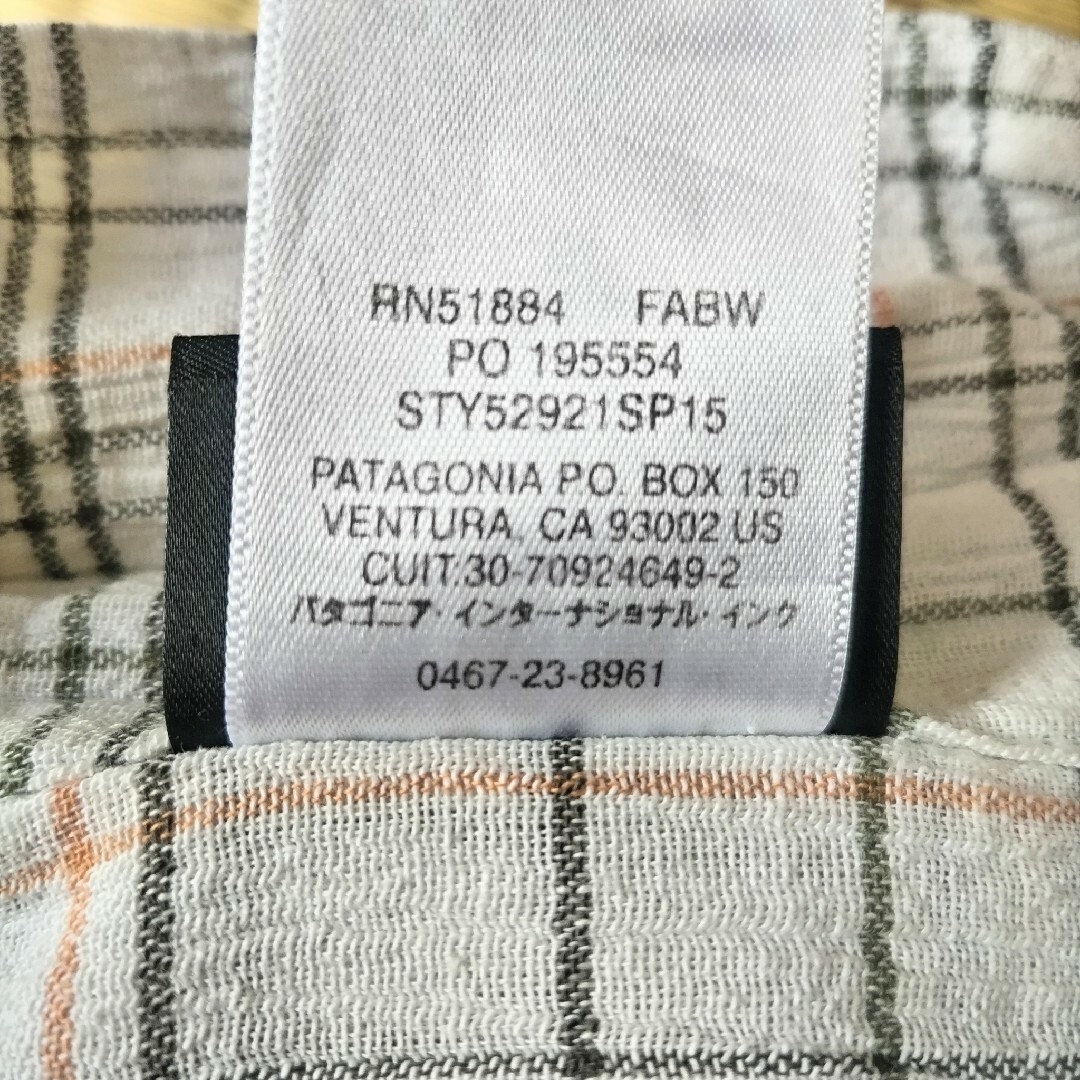 RN51884 FABW
PO 195554
STY52921SP15
PATAGONIA P.O. BOX 150
VENTURA, CA 93002 US
CUIT:30-70924649-2
パタゴニア・インターナショナル・インク
0467-23-8961